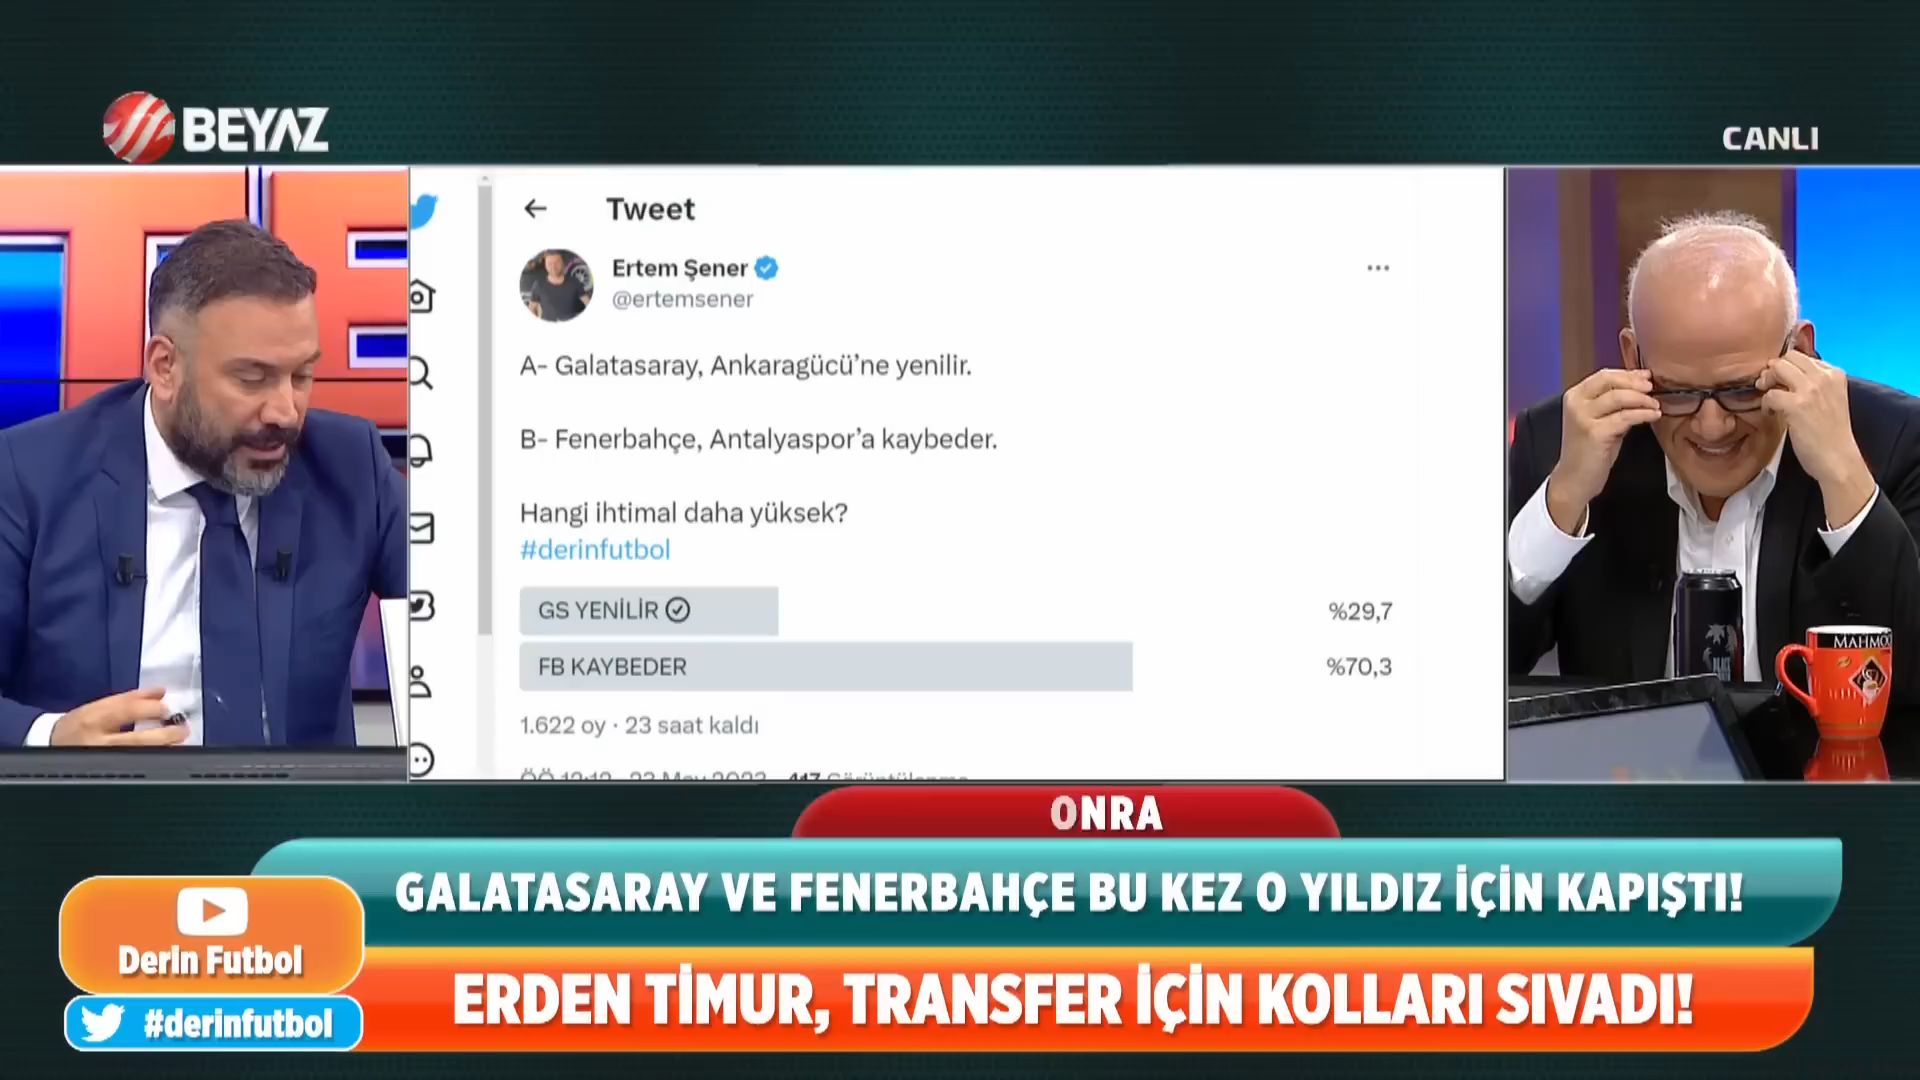 BEYAZ
CANLI
Tweet
Ertem Şener
@ertemsener
A- Galatasaray, Ankaragücü’ne yenilir.
B- Fenerbahçe, Antalyaspor’a kaybeder.
Hangi ihtimal daha yüksek?
#derinfutbol
GS YENİLİR
%29,7
FB KAYBEDER
%70,3
1.622 oy · 23 saat kaldı
MAHMOO
ONRA
GALATASARAY VE FENERBAHÇE BU KEZ O YILDIZ İÇİN KAPIŞTI!
Derin Futbol
ERDEN TİMUR, TRANSFER İÇİN KOLLARI SIVADI!
#derinfutbol